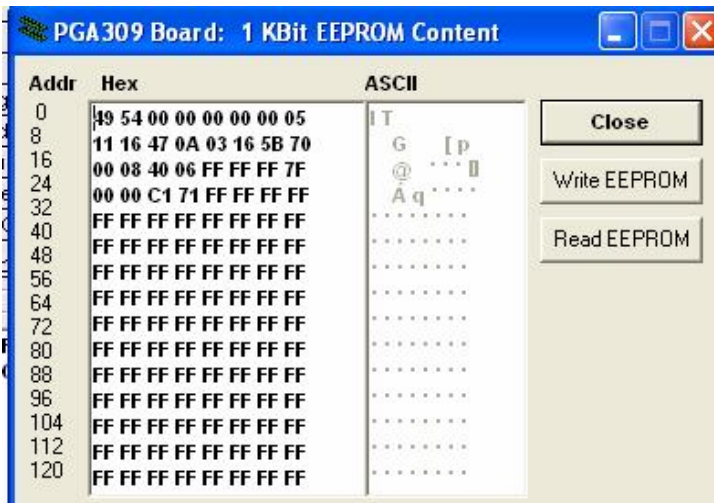 PGA309 Board: 1 KBit EEPROM Content
Addr Hex ASCII
0 49 54 00 00 00 00 00 05 I T
8 11 16 47 0A 03 16 5B 70 G [ p
16 00 08 40 06 FF FF FF 7F @ · · · ▯
24 00 00 C1 71 FF FF FF FF Á q · · · ·
32 FF FF FF FF FF FF FF FF · · · · · · · ·
40 FF FF FF FF FF FF FF FF · · · · · · · ·
48 FF FF FF FF FF FF FF FF · · · · · · · ·
56 FF FF FF FF FF FF FF FF · · · · · · · ·
64 FF FF FF FF FF FF FF FF · · · · · · · ·
72 FF FF FF FF FF FF FF FF · · · · · · · ·
80 FF FF FF FF FF FF FF FF · · · · · · · ·
88 FF FF FF FF FF FF FF FF · · · · · · · ·
96 FF FF FF FF FF FF FF FF · · · · · · · ·
104 FF FF FF FF FF FF FF FF · · · · · · · ·
112 FF FF FF FF FF FF FF FF · · · · · · · ·
120 FF FF FF FF FF FF FF FF · · · · · · · ·
Close
Write EEPROM
Read EEPROM